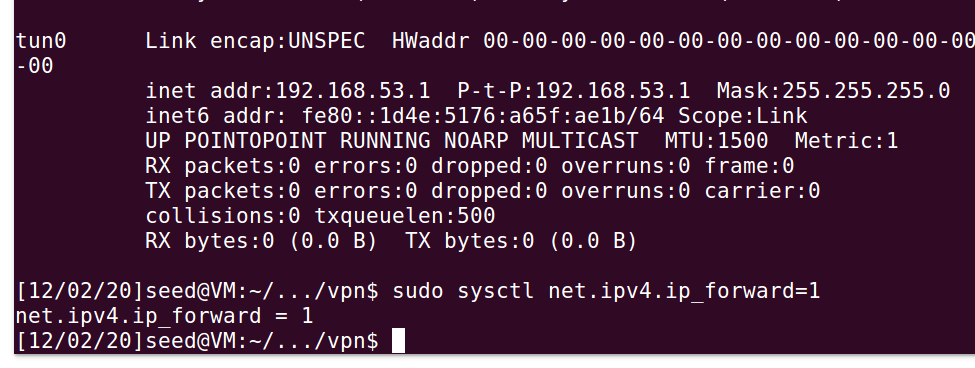 tun0      Link encap:UNSPEC  HWaddr 00-00-00-00-00-00-00-00-00-00-00-00-00
-00
          inet addr:192.168.53.1  P-t-P:192.168.53.1  Mask:255.255.255.0
          inet6 addr: fe80::1d4e:5176:a65f:ae1b/64 Scope:Link
          UP POINTOPOINT RUNNING NOARP MULTICAST  MTU:1500  Metric:1
          RX packets:0 errors:0 dropped:0 overruns:0 frame:0
          TX packets:0 errors:0 dropped:0 overruns:0 carrier:0
          collisions:0 txqueuelen:500
          RX bytes:0 (0.0 B)  TX bytes:0 (0.0 B)

[12/02/20]seed@VM:~/.../vpn$ sudo sysctl net.ipv4.ip_forward=1
net.ipv4.ip_forward = 1
[12/02/20]seed@VM:~/.../vpn$